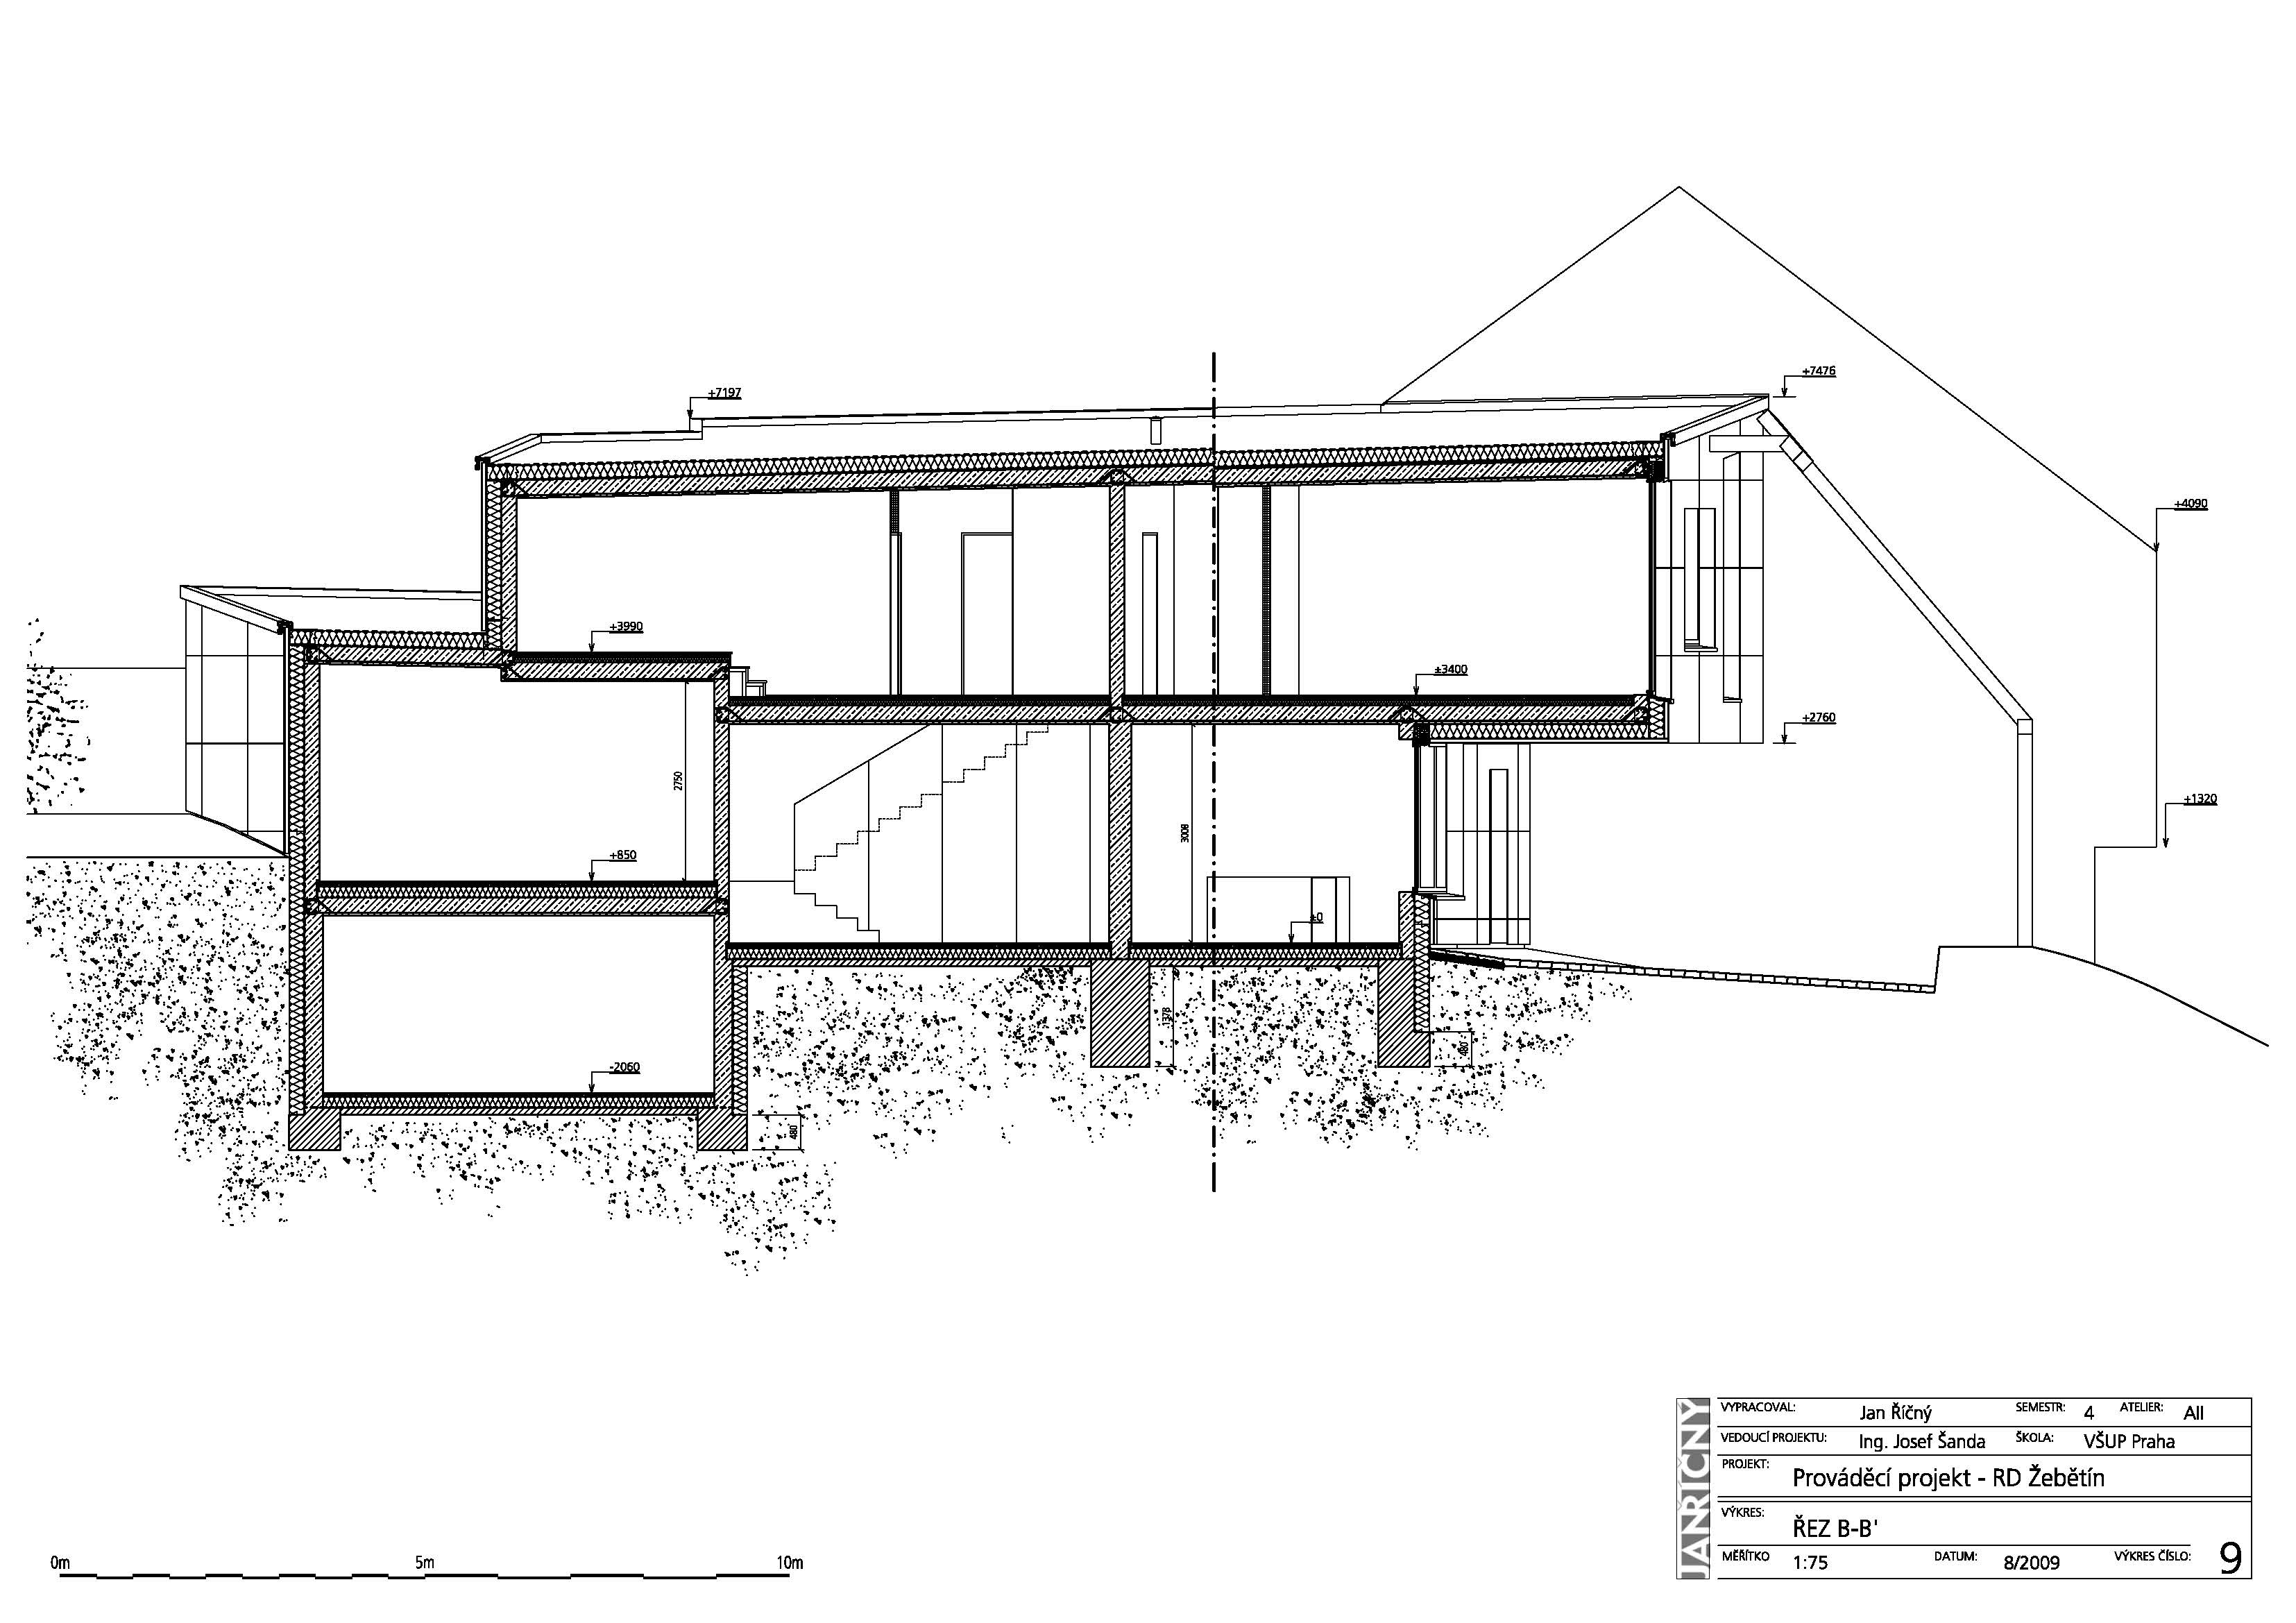 +7476
+7197
+4090
+3990
±3400
+2760
2750
+1320
3008
+850
±0
1378
480
-2060
480
JANŘÍČNÝ
VYPRACOVAL: Jan Říčný SEMESTR: 4 ATELIER: AII
VEDOUCÍ PROJEKTU: Ing. Josef Šanda ŠKOLA: VŠUP Praha
PROJEKT: Prováděcí projekt - RD Žebětín
VÝKRES: ŘEZ B-B'
MĚŘÍTKO 1:75 DATUM: 8/2009 VÝKRES ČÍSLO: 9
0m 5m 10m